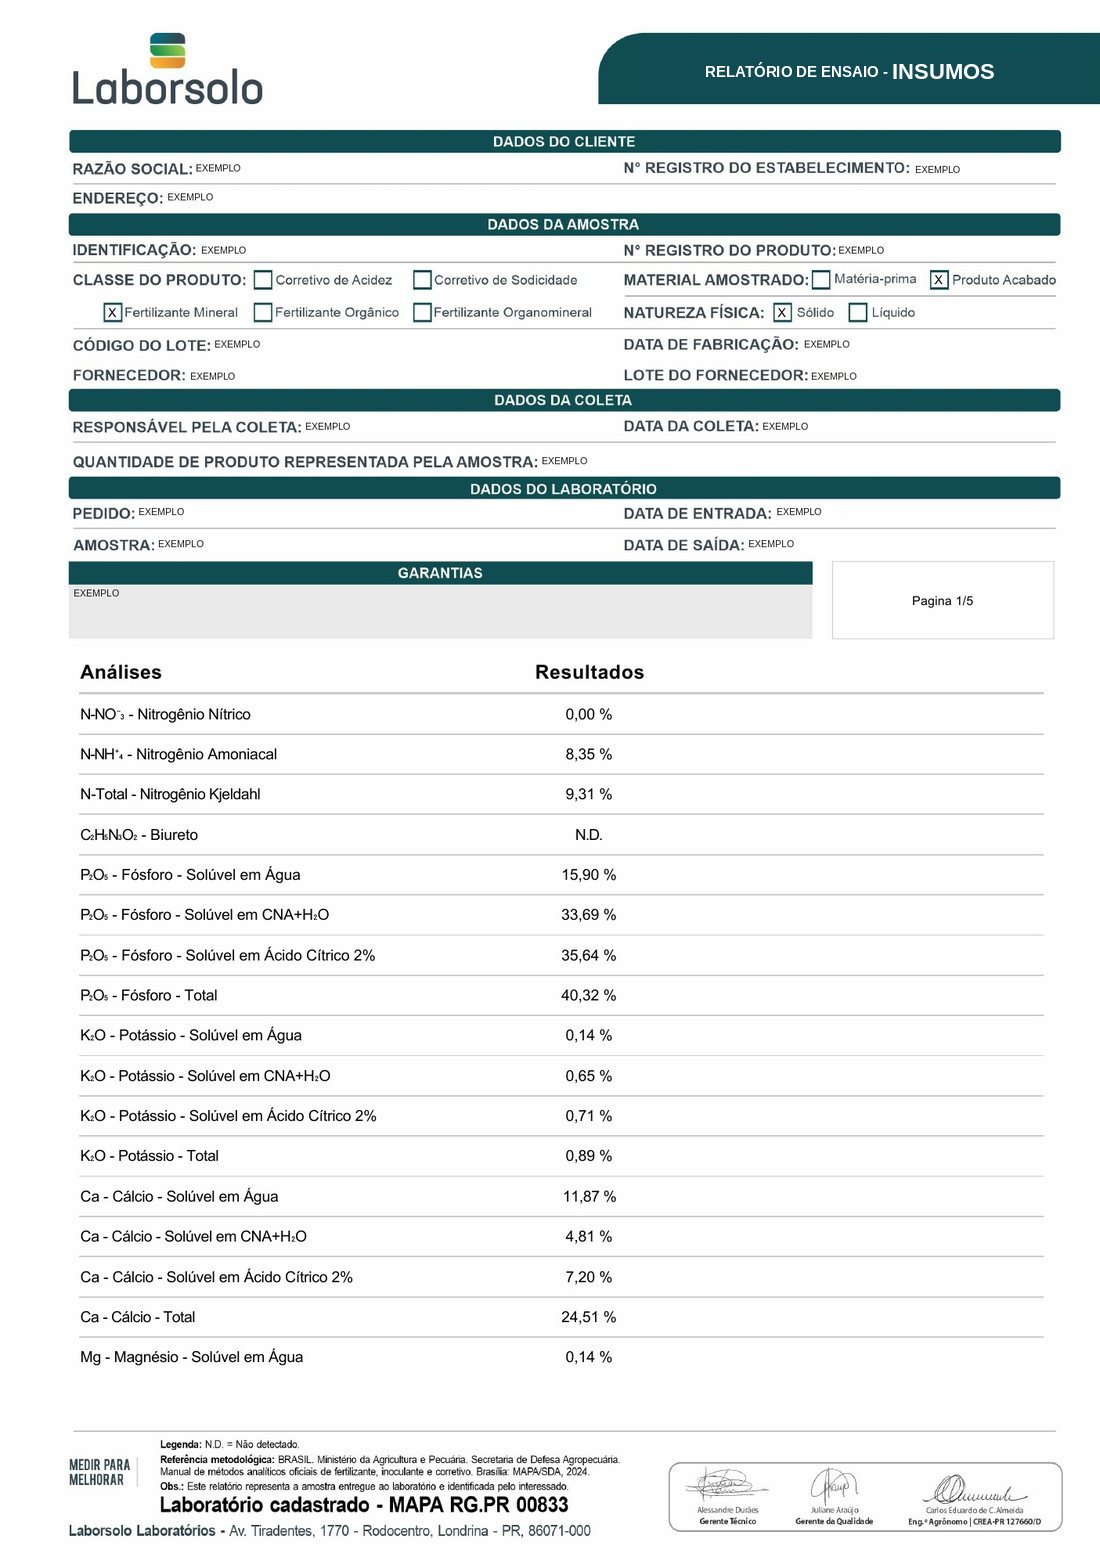 Laborsolo
RELATÓRIO DE ENSAIO - INSUMOS
DADOS DO CLIENTE
RAZÃO SOCIAL: EXEMPLO
N° REGISTRO DO ESTABELECIMENTO: EXEMPLO
ENDEREÇO: EXEMPLO
DADOS DA AMOSTRA
IDENTIFICAÇÃO: EXEMPLO
N° REGISTRO DO PRODUTO: EXEMPLO
CLASSE DO PRODUTO: Corretivo de Acidez Corretivo de Sodicidade
MATERIAL AMOSTRADO: Matéria-prima X Produto Acabado
X Fertilizante Mineral Fertilizante Orgânico Fertilizante Organomineral
NATUREZA FÍSICA: X Sólido Líquido
CÓDIGO DO LOTE: EXEMPLO
DATA DE FABRICAÇÃO: EXEMPLO
FORNECEDOR: EXEMPLO
LOTE DO FORNECEDOR: EXEMPLO
DADOS DA COLETA
RESPONSÁVEL PELA COLETA: EXEMPLO
DATA DA COLETA: EXEMPLO
QUANTIDADE DE PRODUTO REPRESENTADA PELA AMOSTRA: EXEMPLO
DADOS DO LABORATÓRIO
PEDIDO: EXEMPLO
DATA DE ENTRADA: EXEMPLO
AMOSTRA: EXEMPLO
DATA DE SAÍDA: EXEMPLO
GARANTIAS
EXEMPLO
Pagina 1/5
Análises Resultados
N-NO⁻₃ - Nitrogênio Nítrico 0,00 %
N-NH⁺₄ - Nitrogênio Amoniacal 8,35 %
N-Total - Nitrogênio Kjeldahl 9,31 %
C₂H₅N₃O₂ - Biureto N.D.
P₂O₅ - Fósforo - Solúvel em Água 15,90 %
P₂O₅ - Fósforo - Solúvel em CNA+H₂O 33,69 %
P₂O₅ - Fósforo - Solúvel em Ácido Cítrico 2% 35,64 %
P₂O₅ - Fósforo - Total 40,32 %
K₂O - Potássio - Solúvel em Água 0,14 %
K₂O - Potássio - Solúvel em CNA+H₂O 0,65 %
K₂O - Potássio - Solúvel em Ácido Cítrico 2% 0,71 %
K₂O - Potássio - Total 0,89 %
Ca - Cálcio - Solúvel em Água 11,87 %
Ca - Cálcio - Solúvel em CNA+H₂O 4,81 %
Ca - Cálcio - Solúvel em Ácido Cítrico 2% 7,20 %
Ca - Cálcio - Total 24,51 %
Mg - Magnésio - Solúvel em Água 0,14 %
MEDIR PARA
MELHORAR
Legenda: N.D. = Não detectado.
Referência metodológica: BRASIL. Ministério da Agricultura e Pecuária. Secretaria de Defesa Agropecuária.
Manual de métodos analíticos oficiais de fertilizante, inoculante e corretivo. Brasília: MAPA/SDA, 2024.
Obs.: Este relatório representa a amostra entregue ao laboratório e identificada pelo interessado.
Laboratório cadastrado - MAPA RG.PR 00833
Laborsolo Laboratórios - Av. Tiradentes, 1770 - Rodocentro, Londrina - PR, 86071-000
Alessandre Durães
Gerente Técnico
Juliane Araújo
Gerente da Qualidade
Carlos Eduardo de C. Almeida
Eng.º Agrônomo | CREA-PR 127660/D